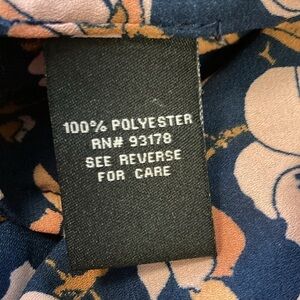 100% POLYESTER
RN# 93178
SEE REVERSE
FOR CARE